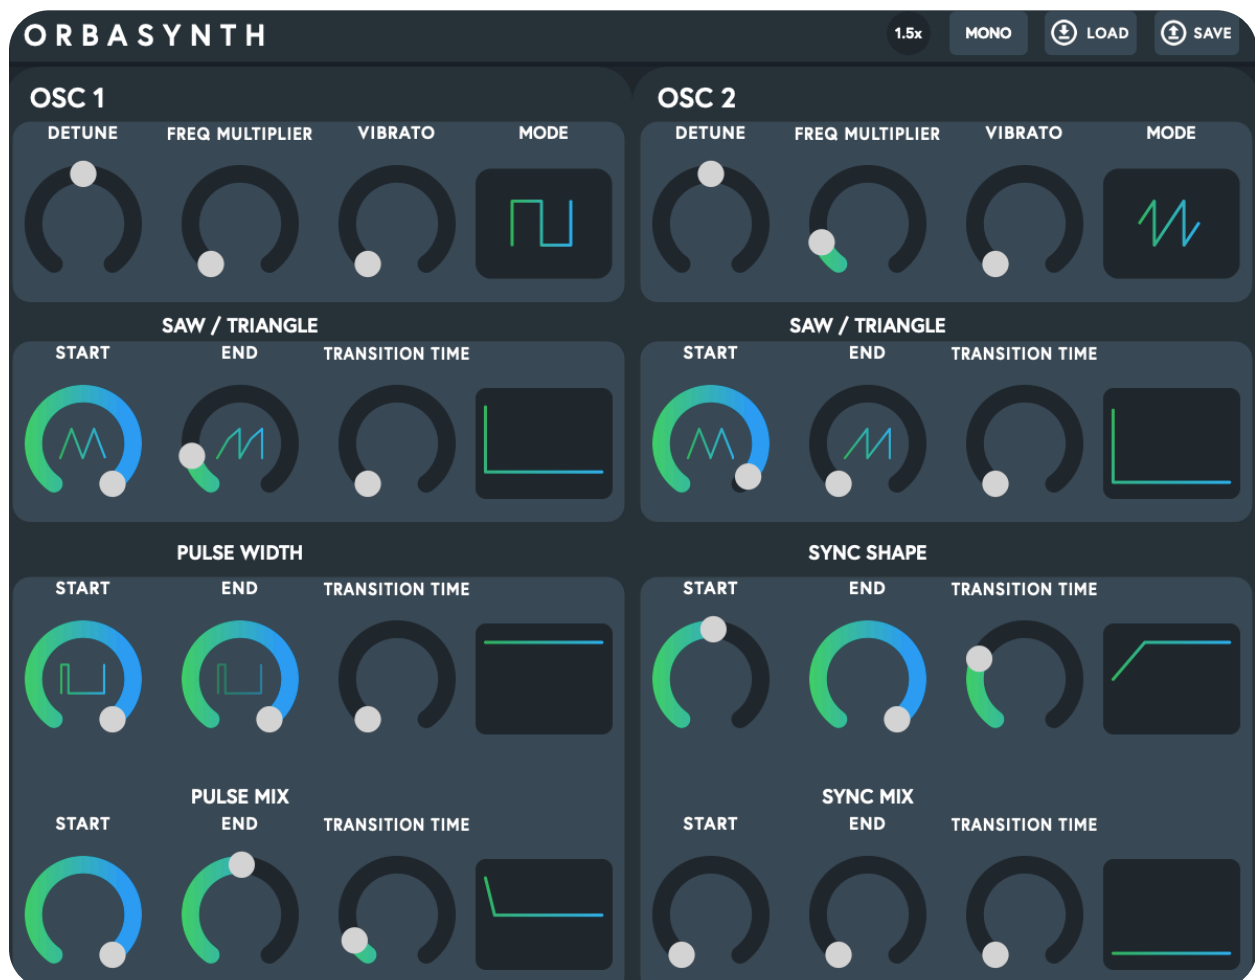 ORBASYNTH 1.5x MONO LOAD SAVE
OSC 1
DETUNE FREQ MULTIPLIER VIBRATO MODE
SAW / TRIANGLE
START END TRANSITION TIME
PULSE WIDTH
START END TRANSITION TIME
PULSE MIX
START END TRANSITION TIME
OSC 2
DETUNE FREQ MULTIPLIER VIBRATO MODE
SAW / TRIANGLE
START END TRANSITION TIME
SYNC SHAPE
START END TRANSITION TIME
SYNC MIX
START END TRANSITION TIME